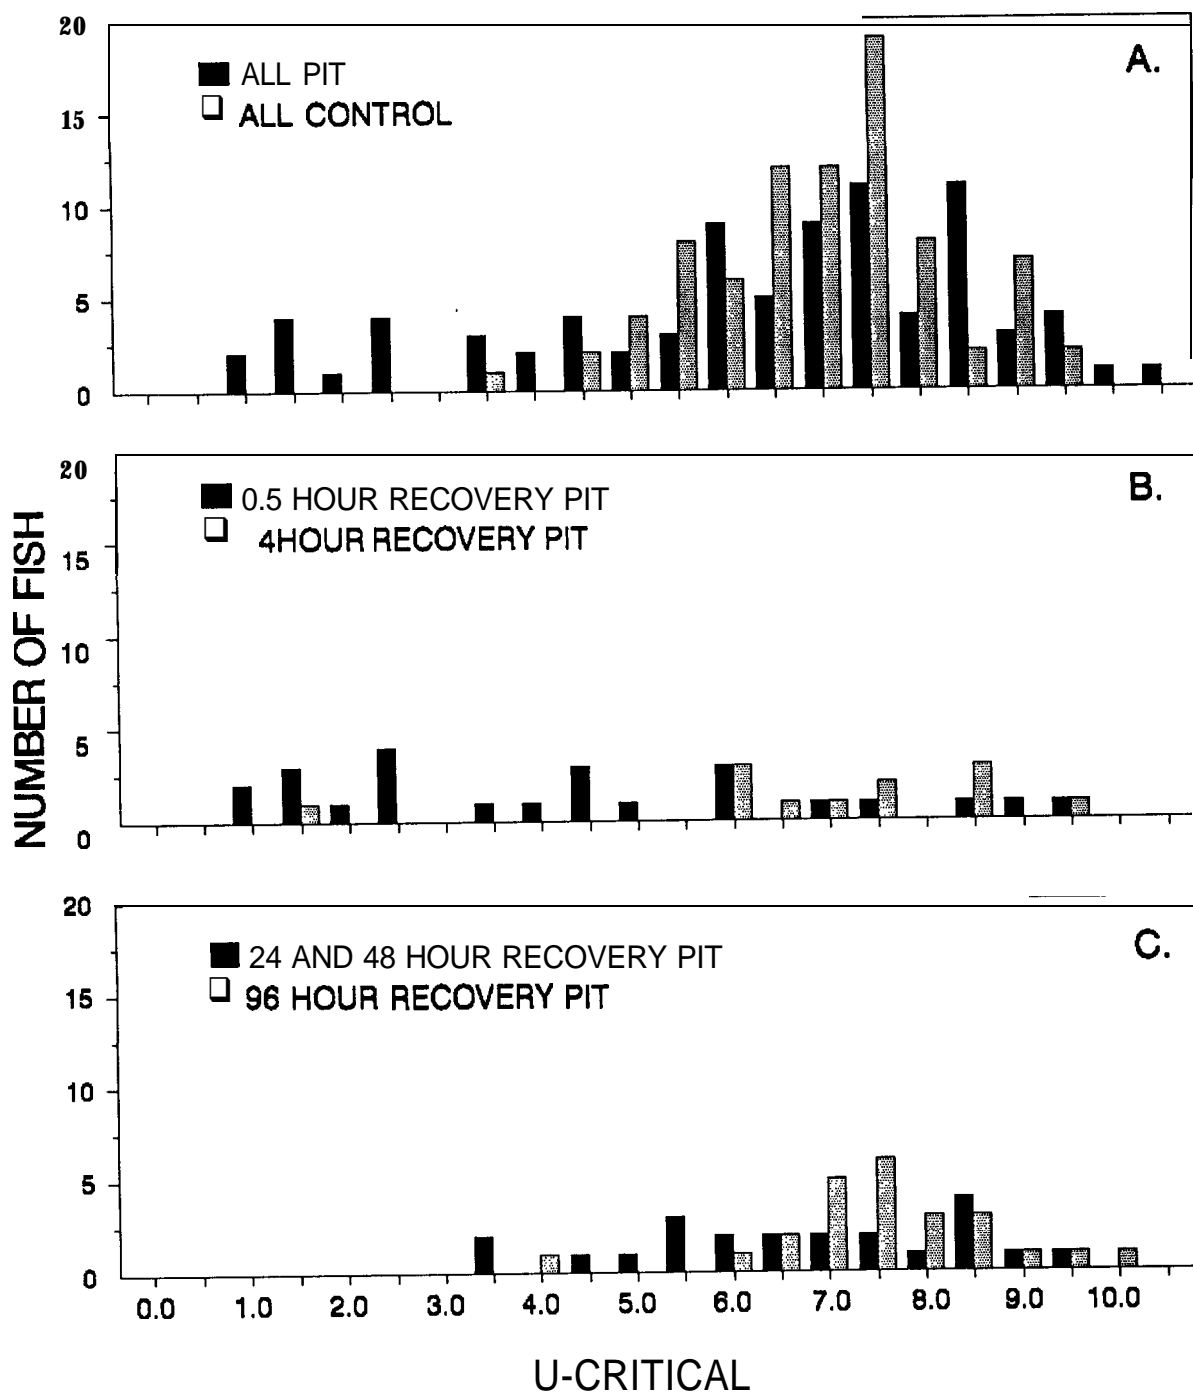 20
15
10
5
0
ALL PIT
ALL CONTROL
A.
20
15
10
5
0
0.5 HOUR RECOVERY PIT
4HOUR RECOVERY PIT
B.
NUMBER OF FISH
20
15
10
5
0
24 AND 48 HOUR RECOVERY PIT
96 HOUR RECOVERY PIT
C.
0.0 1.0 2.0 3.0 4.0 5.0 6.0 7.0 8.0 9.0 10.0
U-CRITICAL